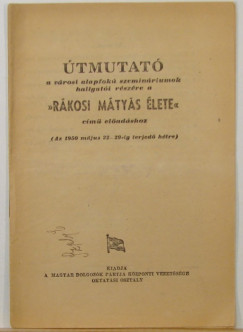 ÚTMUTATÓ
a városi alapfokú szemináriumok
hallgatói részére a
»RÁKOSI MÁTYÁS ÉLETE«
című előadáshoz
(Az 1950 május 22–29-ig terjedő hétre)
KIADJA
A MAGYAR DOLGOZÓK PÁRTJA KÖZPONTI VEZETŐSÉGE
OKTATÁSI OSZTÁLY